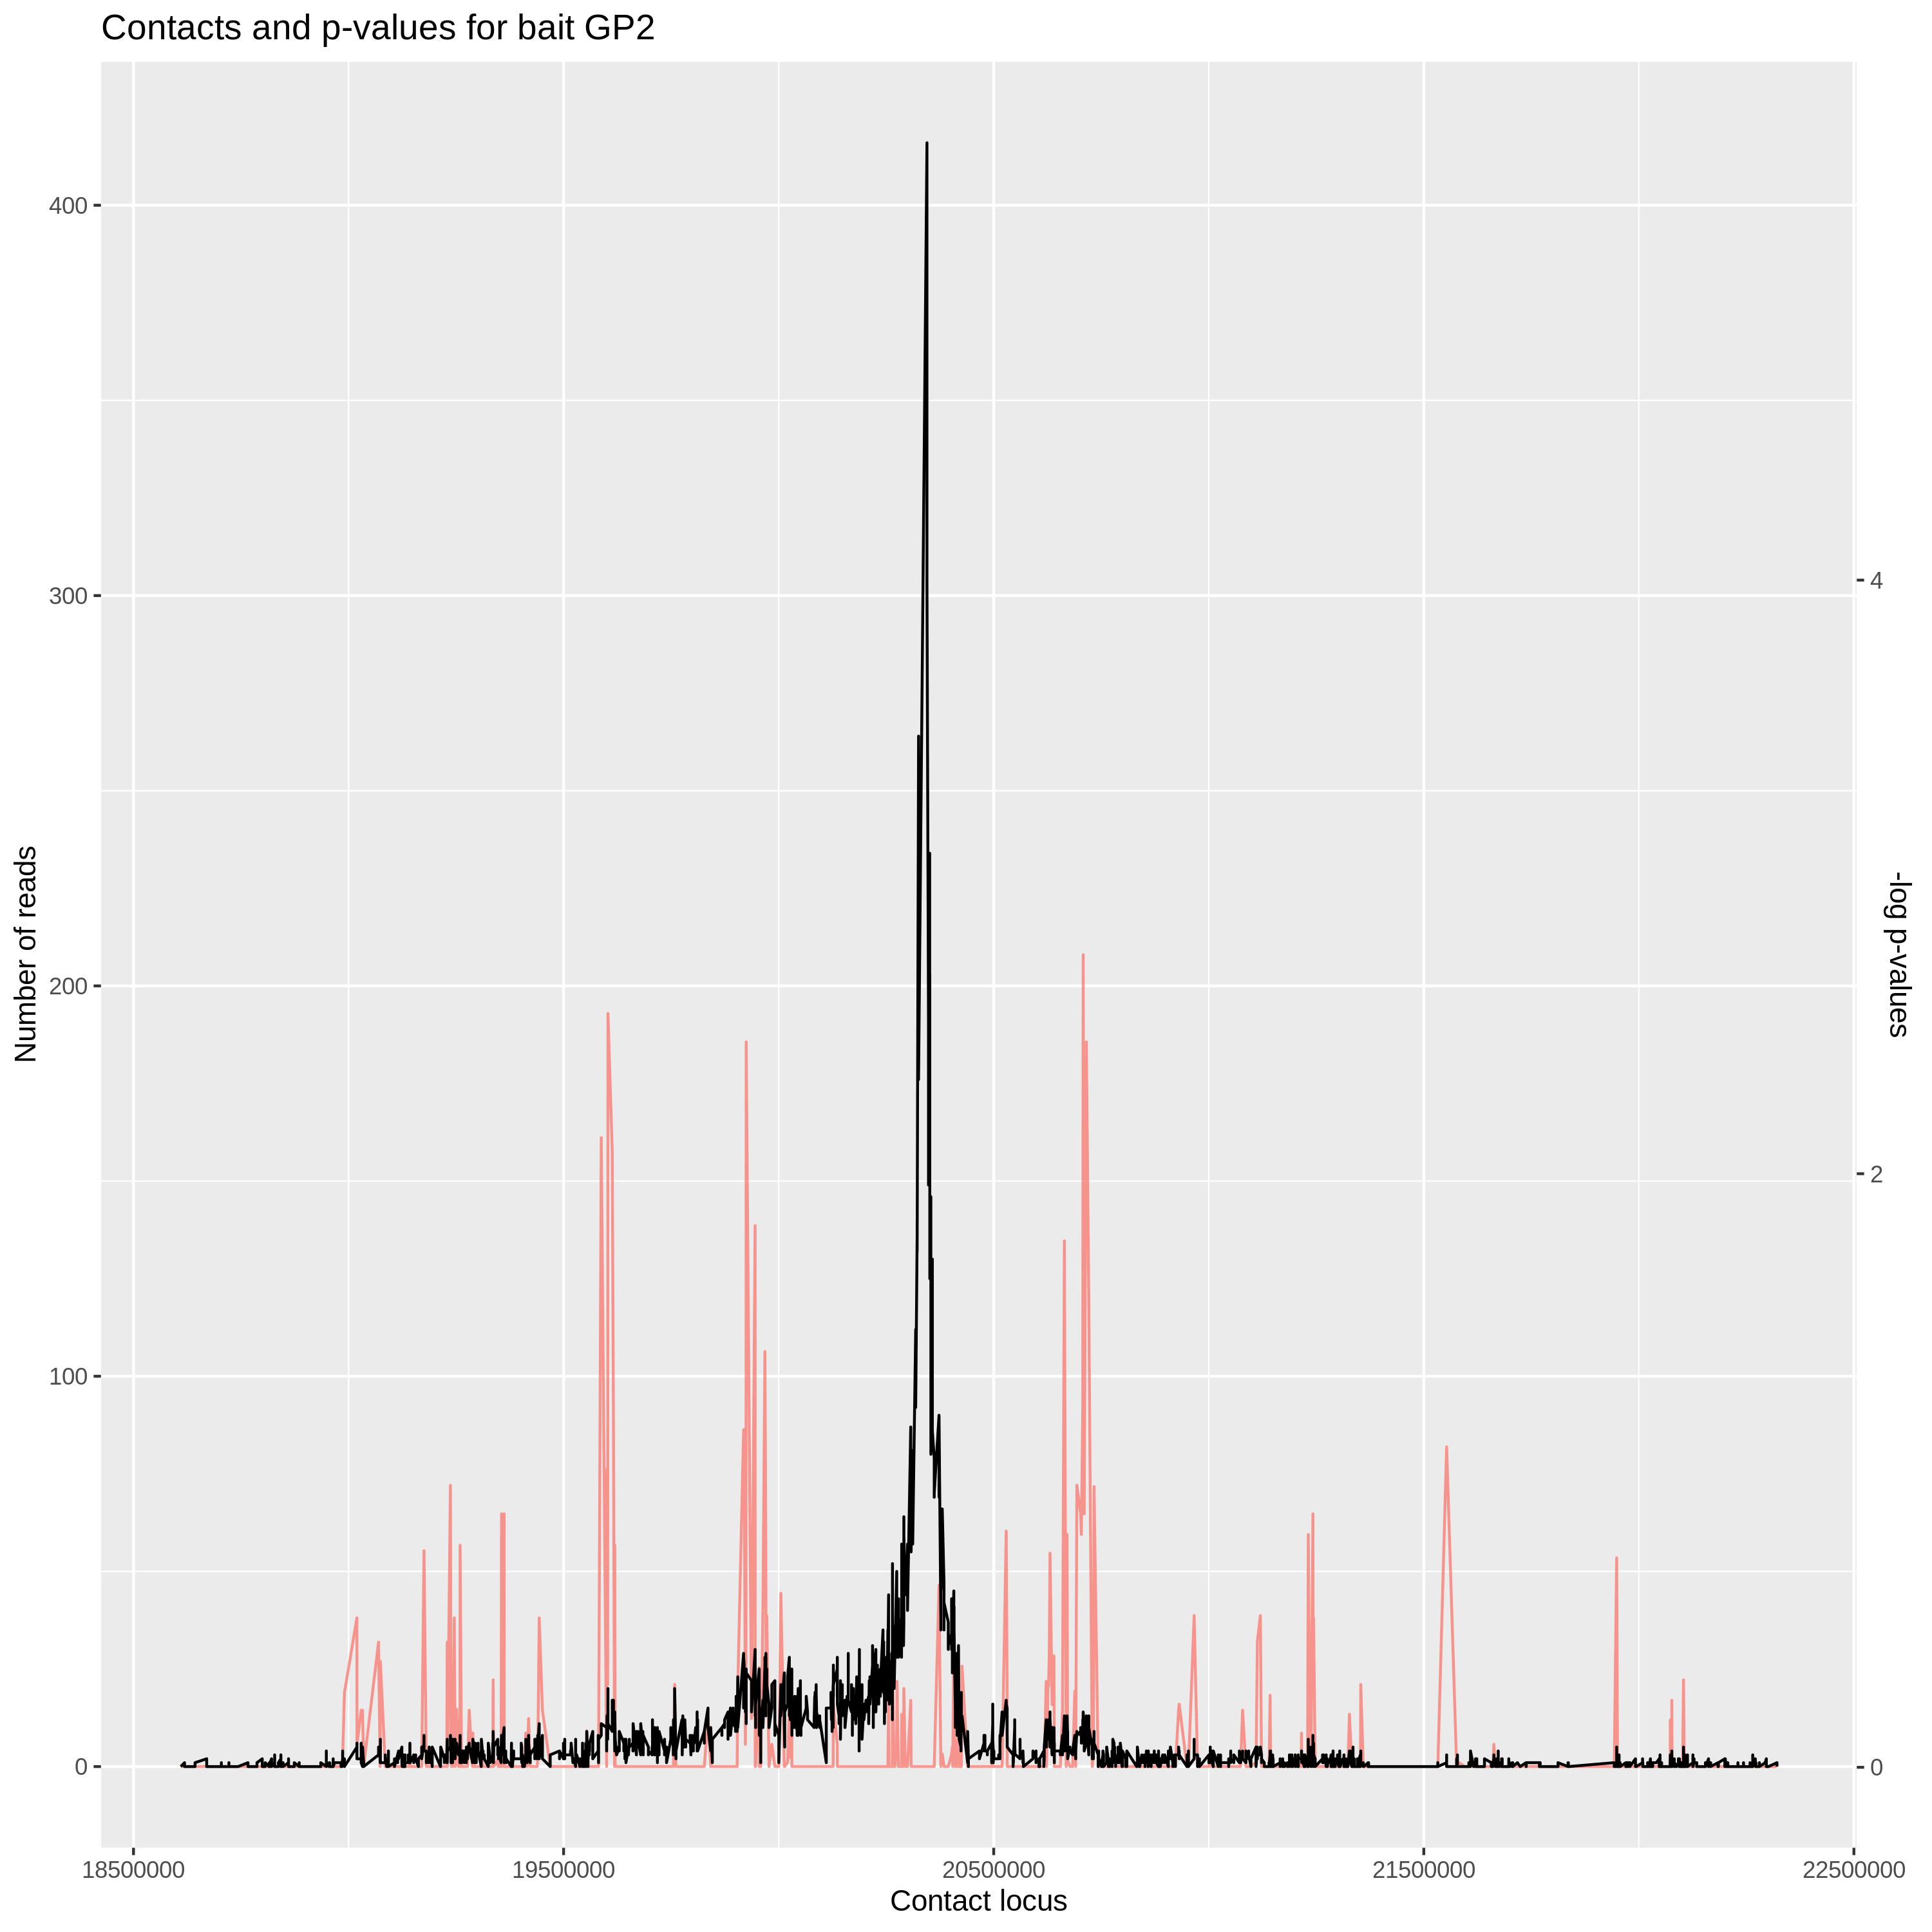 Contacts and p-values for bait GP2
Number of reads
400
300
200
100
0
4
2
0
-log p-values
18500000 19500000 20500000 21500000 22500000
Contact locus